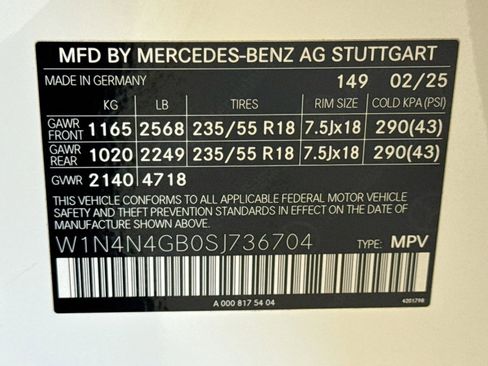 MFD BY MERCEDES-BENZ AG STUTTGART
MADE IN GERMANY 149 02/25
KG LB TIRES RIM SIZE COLD KPA(PSI)
GAWR FRONT 1165 2568 235/55 R18 7.5Jx18 290(43)
GAWR REAR 1020 2249 235/55 R18 7.5Jx18 290(43)
GVWR 2140 4718
THIS VEHICLE CONFORMS TO ALL APPLICABLE FEDERAL MOTOR VEHICLE
SAFETY AND THEFT PREVENTION STANDARDS IN EFFECT ON THE DATE OF
MANUFACTURE SHOWN ABOVE.
W1N4N4GB0SJ736704 TYPE: MPV
A 000 817 54 04
4201798